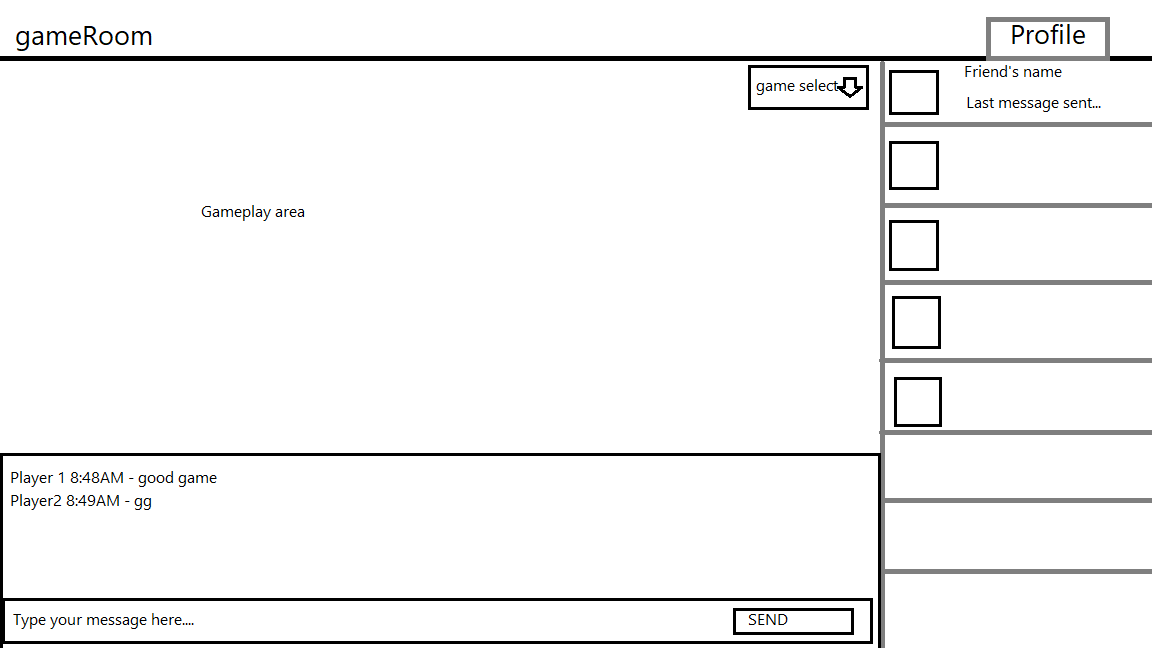 gameRoom
Profile
game select
Friend's name
Last message sent...
Gameplay area
Player 1 8:48AM - good game
Player2 8:49AM - gg
Type your message here....
SEND